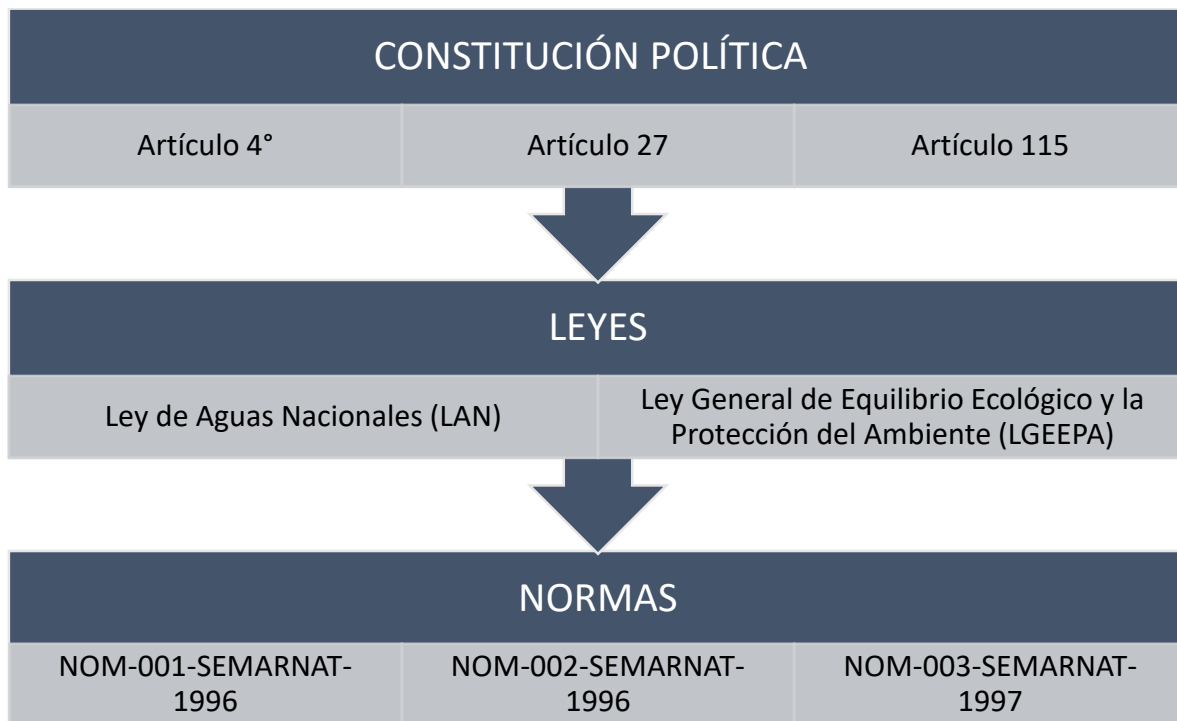 CONSTITUCIÓN POLÍTICA
Artículo 4°
Artículo 27
Artículo 115
LEYES
Ley de Aguas Nacionales (LAN)
Ley General de Equilibrio Ecológico y la
Protección del Ambiente (LGEEPA)
NORMAS
NOM-001-SEMARNAT-
1996
NOM-002-SEMARNAT-
1996
NOM-003-SEMARNAT-
1997